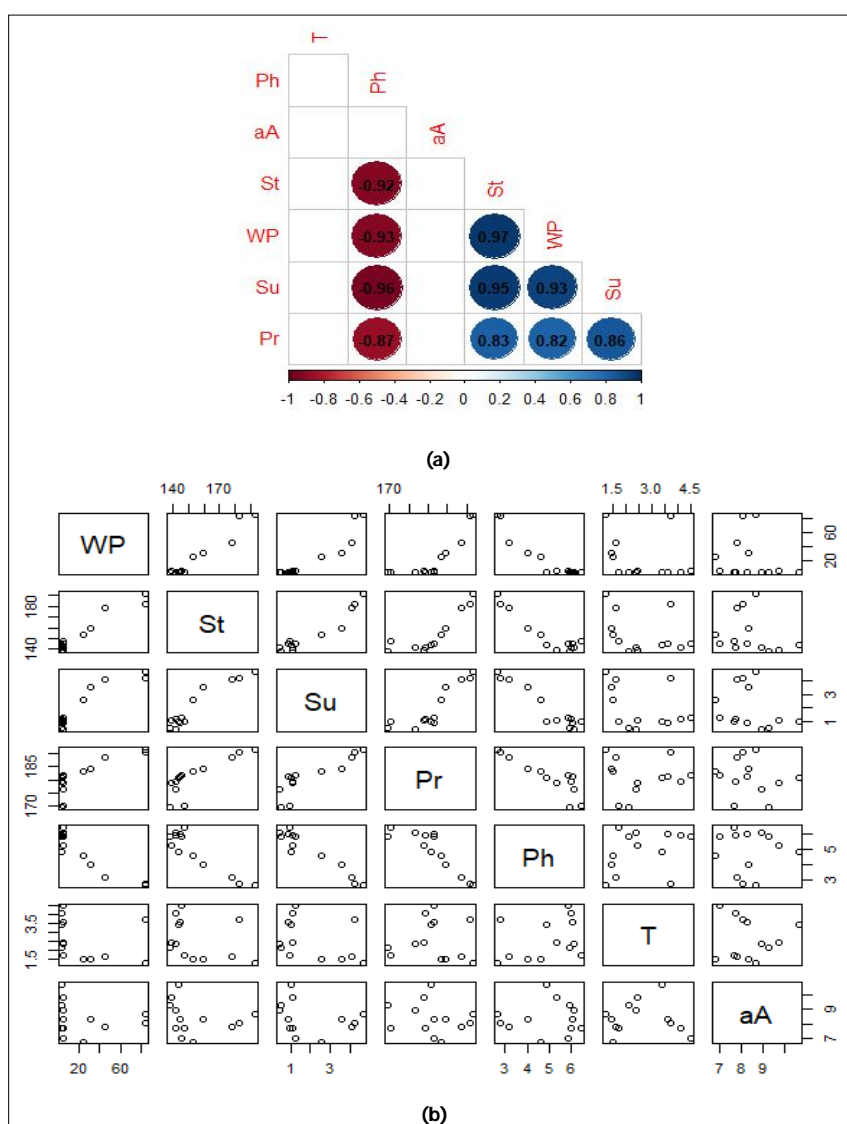 T
Ph
Ph
aA
aA
St
-0.92
St
WP
-0.93
0.97
WP
Su
-0.96
0.95
0.93
Su
Pr
-0.87
0.83
0.82
0.86
-1 -0.8 -0.6 -0.4 -0.2 0 0.2 0.4 0.6 0.8 1
(a)
140 170
170
1.5 3.0 4.5
WP
20 60
140 180
St
Su
1 3
170 185
Pr
Ph
3 5
1.5 3.5
T
aA
7 9
20 60
1 3
3 4 5 6
7 8 9
(b)